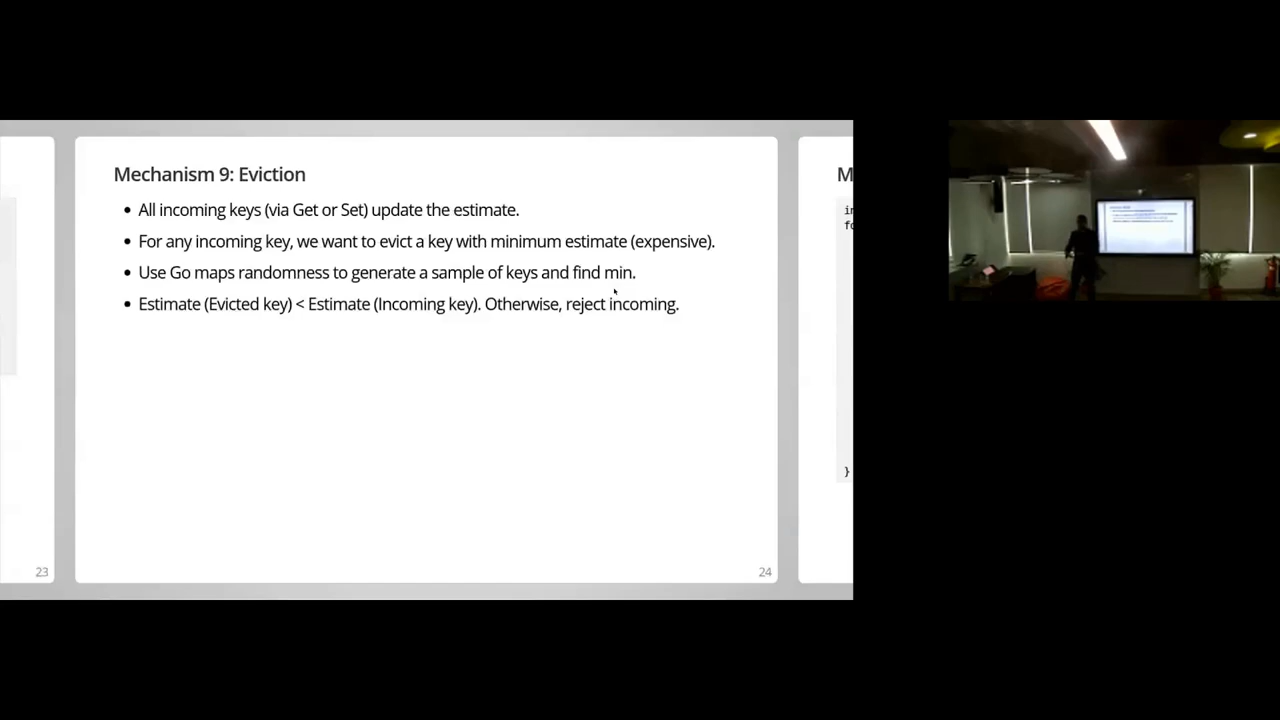 Mechanism 9: Eviction
• All incoming keys (via Get or Set) update the estimate.
• For any incoming key, we want to evict a key with minimum estimate (expensive).
• Use Go maps randomness to generate a sample of keys and find min.
• Estimate (Evicted key) < Estimate (Incoming key). Otherwise, reject incoming.
23
24
M
in
fo
}